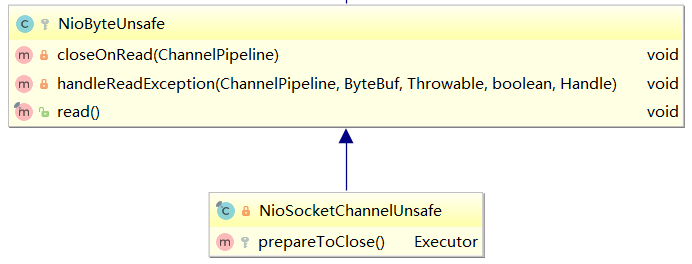 NioByteUnsafe
closeOnRead(ChannelPipeline) void
handleReadException(ChannelPipeline, ByteBuf, Throwable, boolean, Handle) void
read() void
NioSocketChannelUnsafe
prepareToClose() Executor